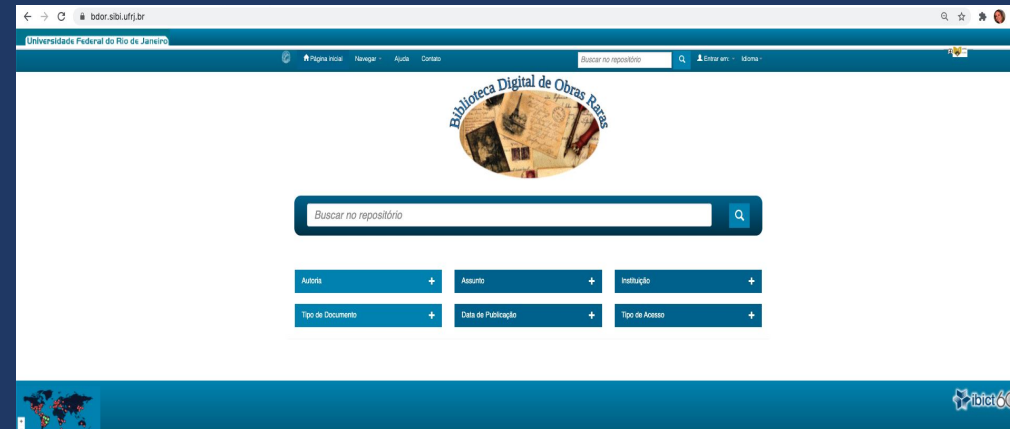 bdor.sibi.ufrj.br
Universidade Federal do Rio de Janeiro
Página inicial Navegar Ajuda Contato Buscar no repositório Entrar em: Idioma
Biblioteca Digital de Obras Raras
Buscar no repositório
Autoria + Assunto + Instituição +
Tipo de Documento + Data de Publicação + Tipo de Acesso +
ibict 60